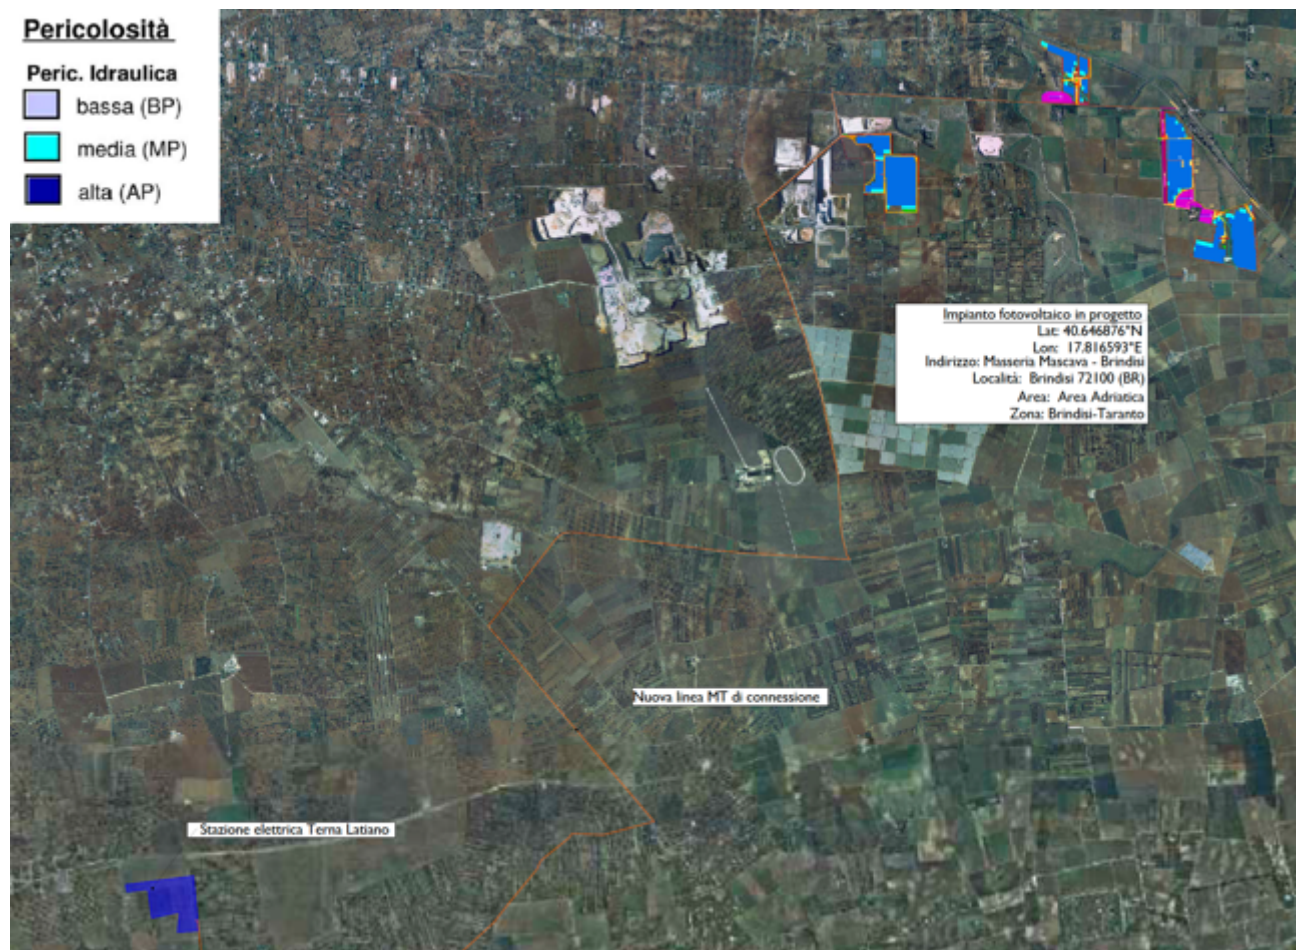 Pericolosità
Peric. Idraulica
bassa (BP)
media (MP)
alta (AP)
Impianto fotovoltaico in progetto
Lat: 40.646876°N
Lon: 17.816593°E
Indirizzo: Masseria Mascava - Brindisi
Località: Brindisi 72100 (BR)
Area: Area Adriatica
Zona: Brindisi-Taranto
Nuova linea MT di connessione
Stazione elettrica Terna Latiano